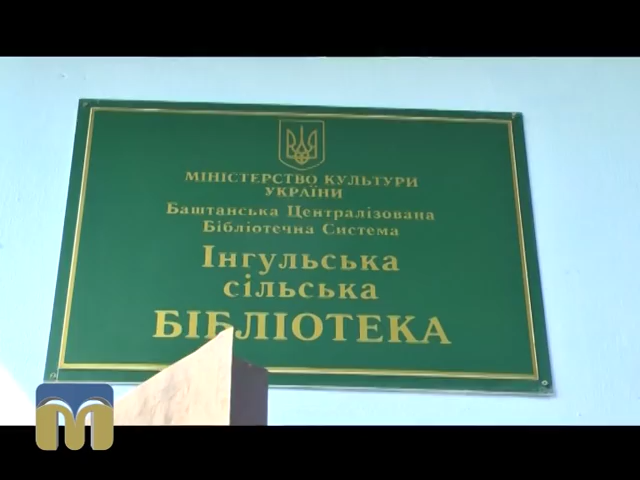 МІНІСТЕРСТВО КУЛЬТУРИ
УКРАЇНИ
Баштанська Централізована
Бібліотечна Система
Інгульська
сільська
БІБЛІОТЕКА